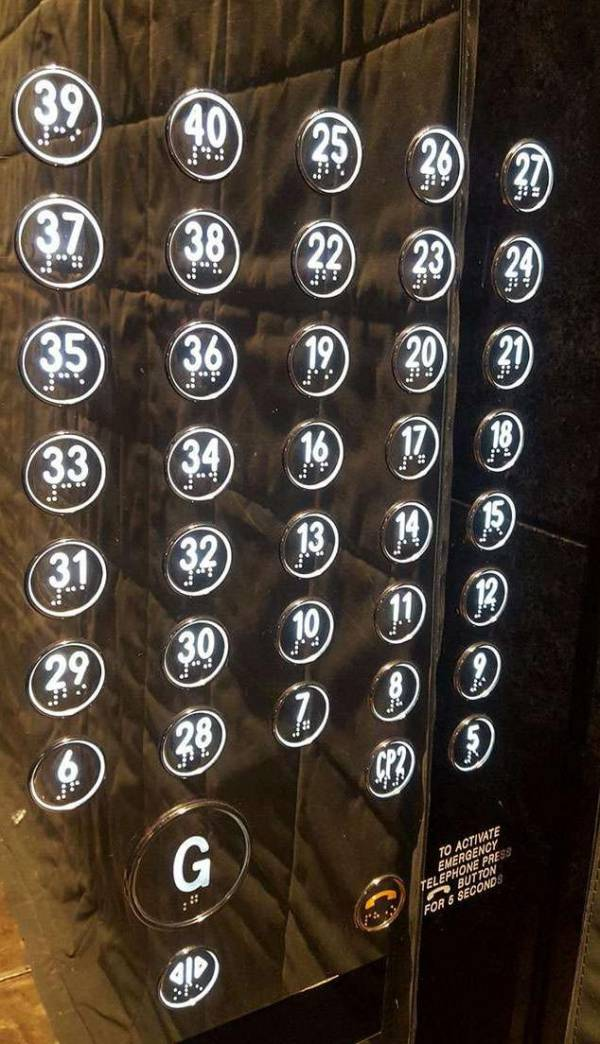 39 40 25 26 27
37 38 22 23 24
35 36 19 20 21
33 34 16 17 18
31 32 13 14 15
29 30 10 11 12
6 28 7 8 9
CP2 5
G
TO ACTIVATE
EMERGENCY
TELEPHONE PRESS
BUTTON
FOR 5 SECONDS